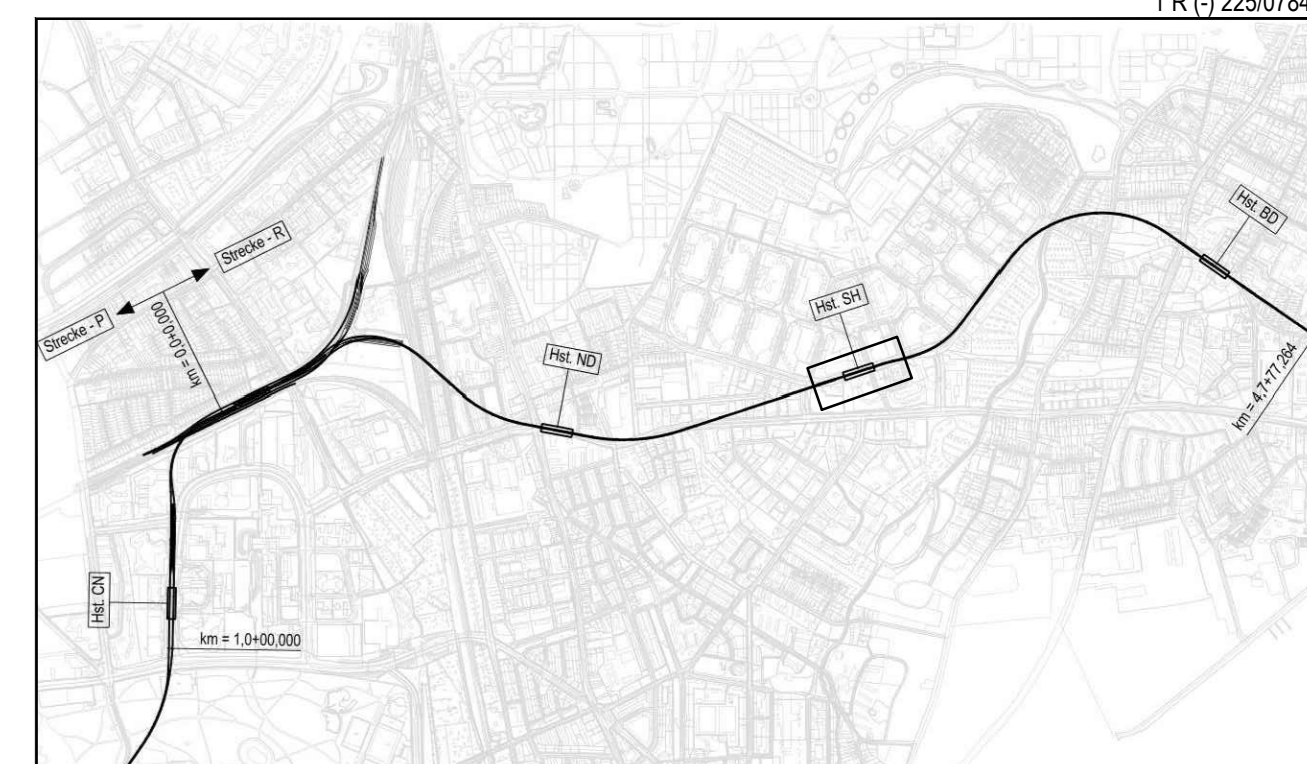 1 R (-) 225/0784
Hst. BD
Strecke - R
Strecke - P
km = 0,0+0,000
Hst. SH
Hst. ND
km = 4,7+77,264
Hst. CN
km = 1,0+00,000